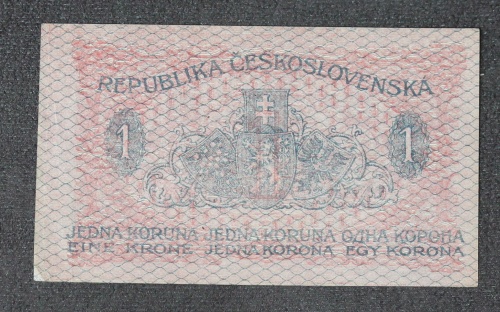 REPUBLIKA ČESKOSLOVENSKÁ
1 1
JEDNA KORUNA JEDNA KORUNA ОДНА КОРОНА
EINE KRONE JEDNA KORONA EGY KORONA